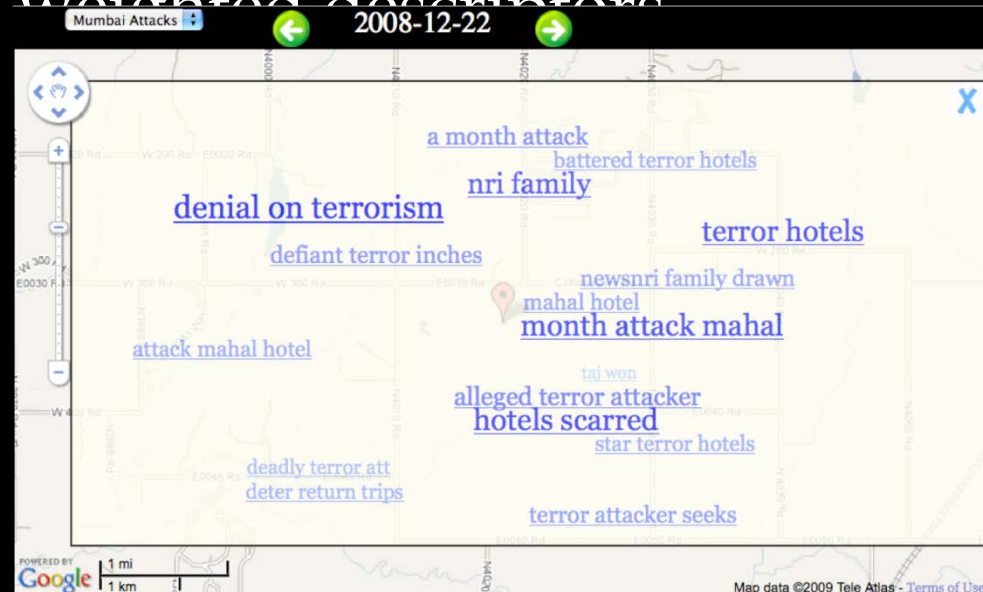 Weighted descriptors
Mumbai Attacks
2008-12-22
a month attack
battered terror hotels
nri family
denial on terrorism
terror hotels
defiant terror inches
newsnri family drawn
mahal hotel
month attack mahal
attack mahal hotel
taj won
alleged terror attacker
hotels scarred
star terror hotels
deadly terror att
deter return trips
terror attacker seeks
POWERED BY
Google
1 mi
1 km
Map data ©2009 Tele Atlas - Terms of Use